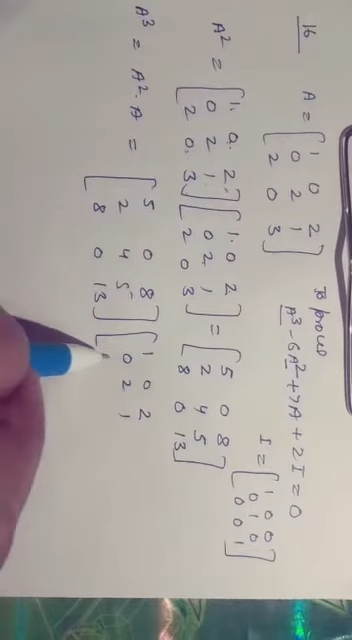 16
A = [ 1 0 2
0 2 1
2 0 3 ]
To prove
A³ - 6A² + 7A + 2I = 0
I = [ 1 0 0
0 1 0
0 0 1 ]
A² = [ 1 0 2
0 2 1
2 0 3 ] [ 1 0 2
0 2 1
2 0 3 ] = [ 5 0 8
2 4 5
8 0 13 ]
A³ = A² . A = [ 5 0 8
2 4 5
8 0 13 ] [ 1 0 2
0 2 1